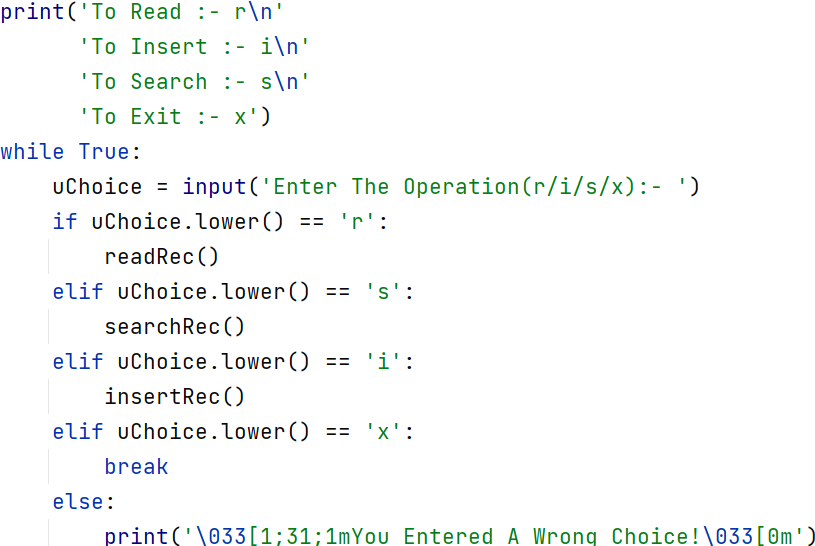 print('To Read :- r\n'
      'To Insert :- i\n'
      'To Search :- s\n'
      'To Exit :- x')
while True:
    uChoice = input('Enter The Operation(r/i/s/x):- ')
    if uChoice.lower() == 'r':
        readRec()
    elif uChoice.lower() == 's':
        searchRec()
    elif uChoice.lower() == 'i':
        insertRec()
    elif uChoice.lower() == 'x':
        break
    else:
        print('\033[1;31;1mYou Entered A Wrong Choice!\033[0m')